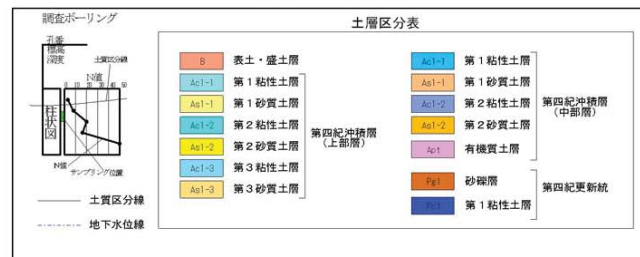 調査ボーリング
孔番
標高
深度
土質区分線
N値
0 10 20 30 40 50
柱状図
N値
サンプリング位置
土質区分線
地下水位線
土層区分表
B 表土・盛土層
Ac1-1 第1粘性土層
As1-1 第1砂質土層
Ac1-2 第2粘性土層
As1-2 第2砂質土層
Ac1-3 第3粘性土層
As1-3 第3砂質土層
第四紀沖積層
(上部層)
Ac1-1 第1粘性土層
As1-1 第1砂質土層
Ac1-2 第2粘性土層
As1-2 第2砂質土層
Apt 有機質土層
第四紀沖積層
(中部層)
Pg1 砂礫層
第1粘性土層
第四紀更新統